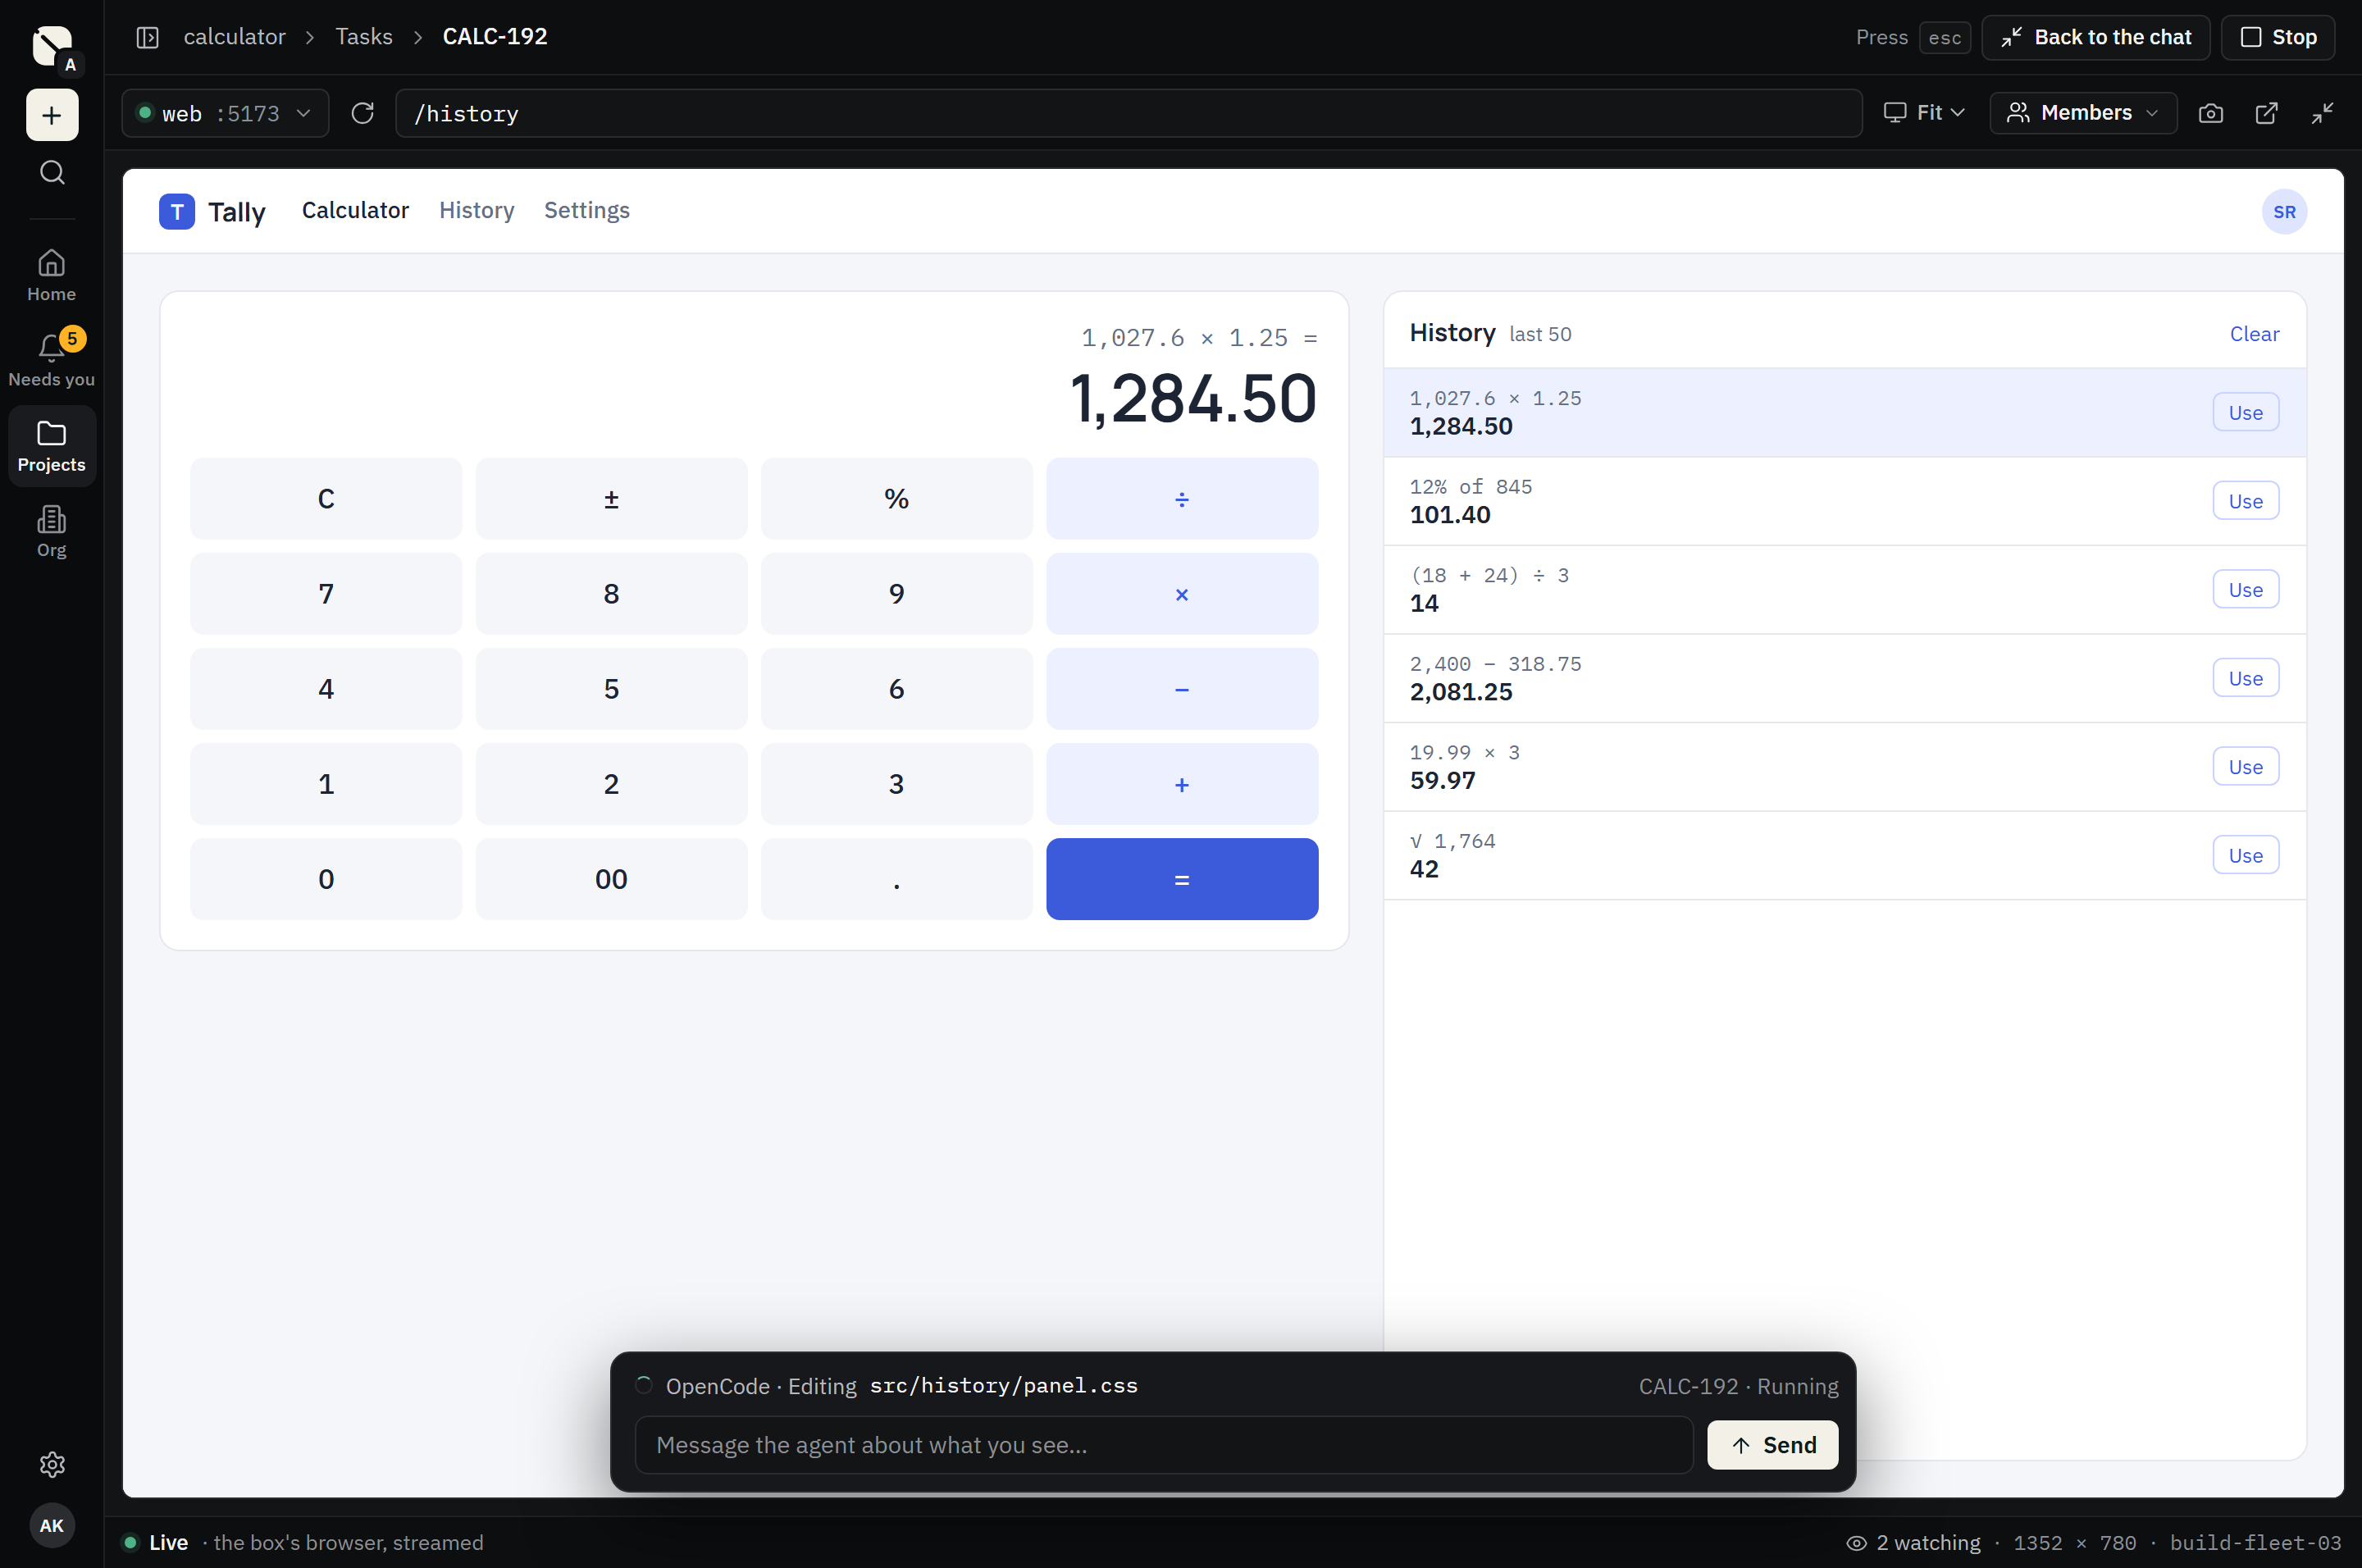 calculator > Tasks > CALC-192
Press esc Back to the chat Stop
A
web :5173 /history Fit Members
Home
5
Needs you
Projects
Org
AK
T Tally Calculator History Settings SR
1,027.6 × 1.25 =
1,284.50
C ± % ÷
7 8 9 ×
4 5 6 −
1 2 3 +
0 00 . =
History last 50 Clear
1,027.6 × 1.25
1,284.50
Use
12% of 845
101.40
Use
(18 + 24) ÷ 3
14
Use
2,400 − 318.75
2,081.25
Use
19.99 × 3
59.97
Use
√ 1,764
42
Use
OpenCode · Editing src/history/panel.css CALC-192 · Running
Message the agent about what you see...
Send
Live · the box's browser, streamed
2 watching · 1352 × 780 · build-fleet-03